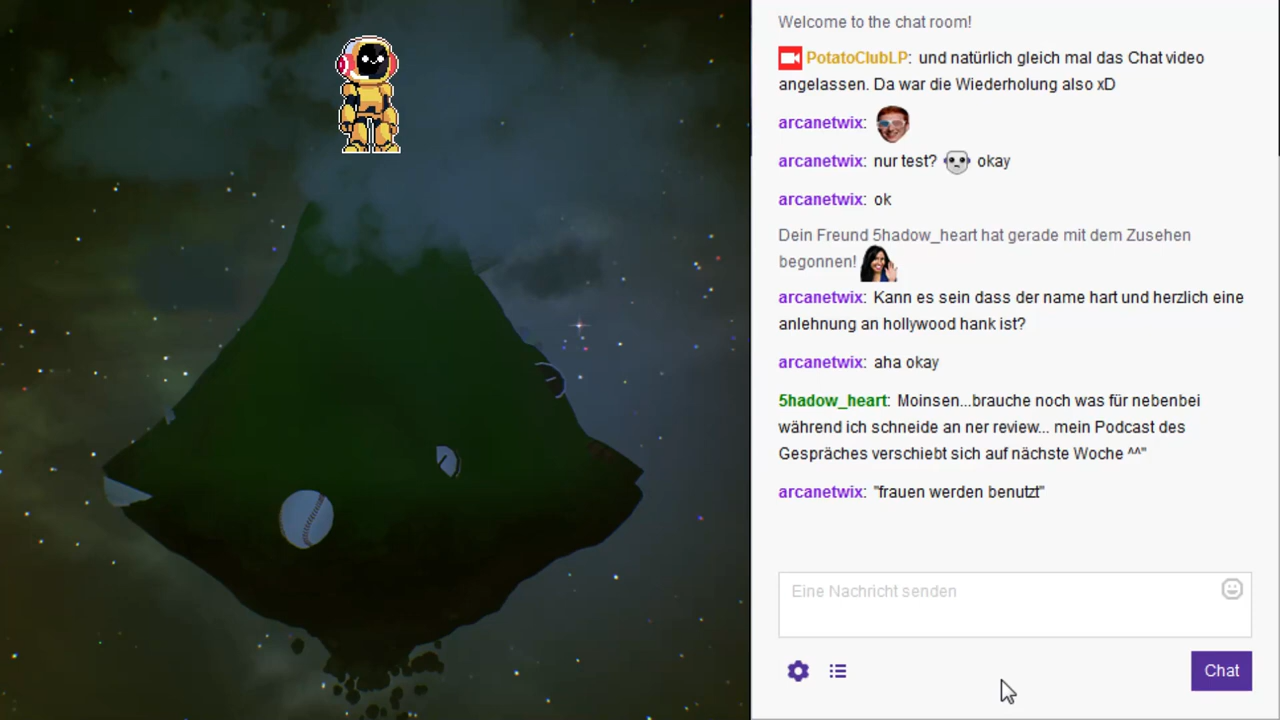 Welcome to the chat room!
PotatoClubLP: und natürlich gleich mal das Chat video
angelassen. Da war die Wiederholung also xD
arcanetwix:
arcanetwix: nur test? okay
arcanetwix: ok
Dein Freund 5hadow_heart hat gerade mit dem Zusehen
begonnen!
arcanetwix: Kann es sein dass der name hart und herzlich eine
anlehnung an hollywood hank ist?
arcanetwix: aha okay
5hadow_heart: Moinsen...brauche noch was für nebenbei
während ich schneide an ner review... mein Podcast des
Gespräches verschiebt sich auf nächste Woche ^^"
arcanetwix: "frauen werden benutzt"
Eine Nachricht senden
Chat